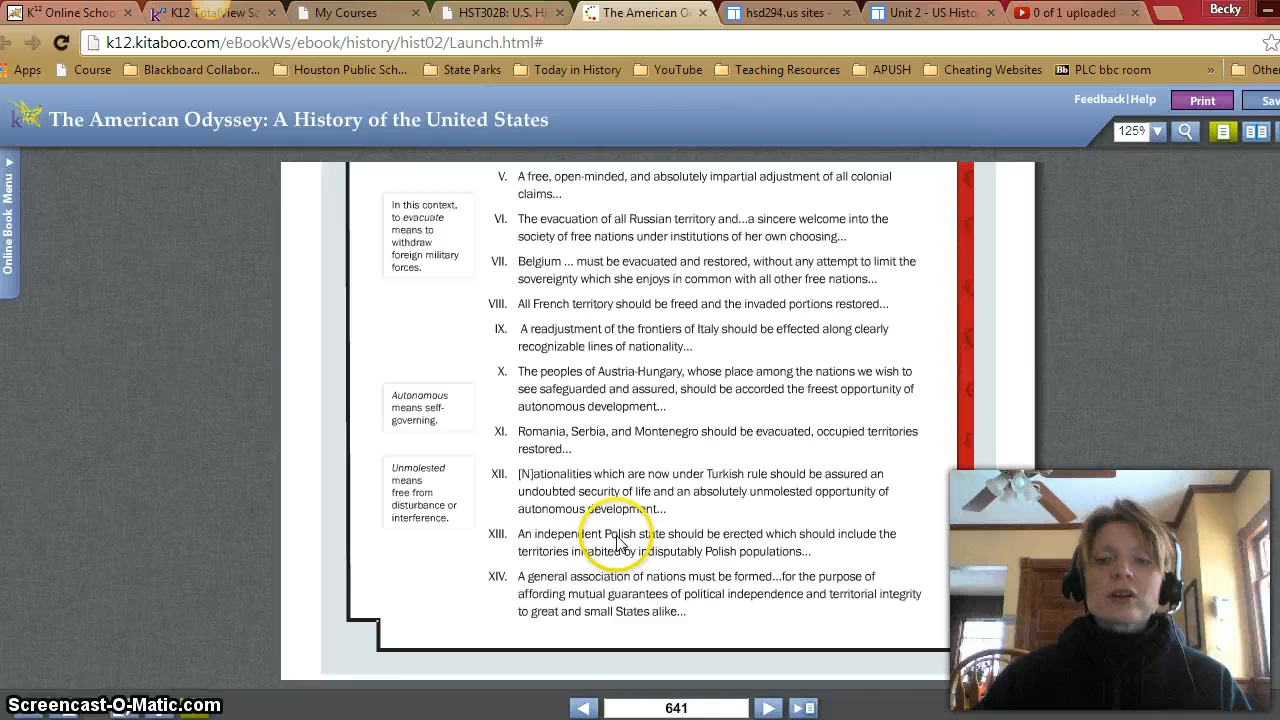 K¹² Online Schoo
K12 TotalView Sc
My Courses
HST302B: U.S. Hi
The American Od
hsd294.us sites -
Unit 2 - US Histo
0 of 1 uploaded
Becky
k12.kitaboo.com/eBookWs/ebook/history/hist02/Launch.html#
Apps
Course
Blackboard Collabor...
Houston Public Sch...
State Parks
Today in History
YouTube
Teaching Resources
APUSH
Cheating Websites
Bb PLC bbc room
»
Other
The American Odyssey: A History of the United States
Feedback|Help
Print
Sav
125%
Online Book Menu
In this context,
to evacuate
means to
withdraw
foreign military
forces.
Autonomous
means self-
governing.
Unmolested
means
free from
disturbance or
interference.
V. A free, open-minded, and absolutely impartial adjustment of all colonial
claims...
VI. The evacuation of all Russian territory and...a sincere welcome into the
society of free nations under institutions of her own choosing...
VII. Belgium ... must be evacuated and restored, without any attempt to limit the
sovereignty which she enjoys in common with all other free nations...
VIII. All French territory should be freed and the invaded portions restored...
IX. A readjustment of the frontiers of Italy should be effected along clearly
recognizable lines of nationality...
X. The peoples of Austria-Hungary, whose place among the nations we wish to
see safeguarded and assured, should be accorded the freest opportunity of
autonomous development...
XI. Romania, Serbia, and Montenegro should be evacuated, occupied territories
restored...
XII. [N]ationalities which are now under Turkish rule should be assured an
undoubted security of life and an absolutely unmolested opportunity of
autonomous development...
XIII. An independent Polish state should be erected which should include the
territories inhabited by indisputably Polish populations...
XIV. A general association of nations must be formed...for the purpose of
affording mutual guarantees of political independence and territorial integrity
to great and small States alike...
641
Screencast-O-Matic.com